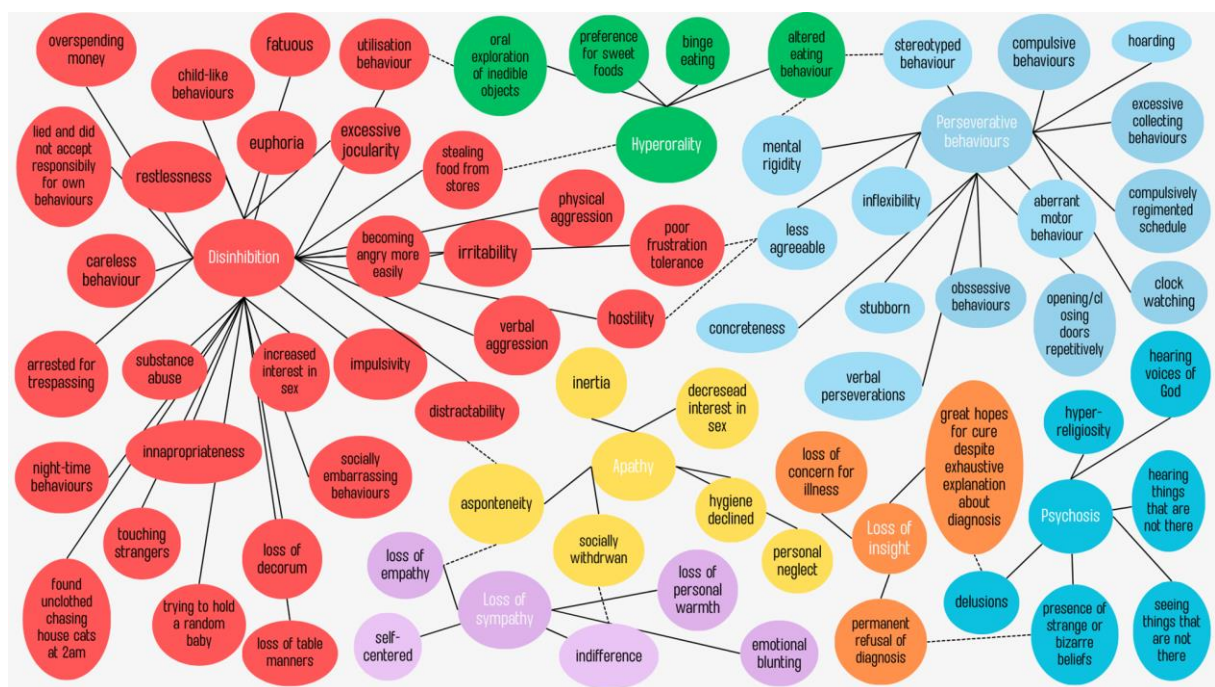 overspending
money
fatuous
utilisation
behaviour
child-like
behaviours
lied and did
not accept
responsibily
for own
behaviours
restlessness
euphoria
excessive
jocularity
stealing
food from
stores
careless
behaviour
Disinhibition
becoming
angry more
easily
irritability
physical
aggression
poor
frustration
tolerance
hostility
verbal
aggression
arrested for
trespassing
substance
abuse
increased
interest in
sex
impulsivity
distractability
night-time
behaviours
innapropriateness
socially
embarrassing
behaviours
touching
strangers
loss of
decorum
found
unclothed
chasing
house cats
at 2am
trying to hold
a random
baby
loss of table
manners
oral
exploration
of inedible
objects
preference
for sweet
foods
binge
eating
altered
eating
behaviour
Hyperorality
stereotyped
behaviour
compulsive
behaviours
hoarding
mental
rigidity
Perseverative
behaviours
excessive
collecting
behaviours
inflexibility
aberrant
motor
behaviour
compulsively
regimented
schedule
less
agreeable
concreteness
stubborn
obssessive
behaviours
opening/cl
osing
doors
repetitively
clock
watching
verbal
perseverations
inertia
decresead
interest in
sex
Apathy
asponteneity
hygiene
declined
socially
withdrwan
personal
neglect
loss of
empathy
Loss of
sympathy
loss of
personal
warmth
self-
centered
indifference
emotional
blunting
loss of
concern for
illness
great hopes
for cure
despite
exhaustive
explanation
about
diagnosis
Loss of
insight
permanent
refusal of
diagnosis
hearing
voices of
God
hyper-
religiosity
hearing
things that
are not
there
Psychosis
delusions
presence of
strange or
bizarre
beliefs
seeing
things that
are not
there